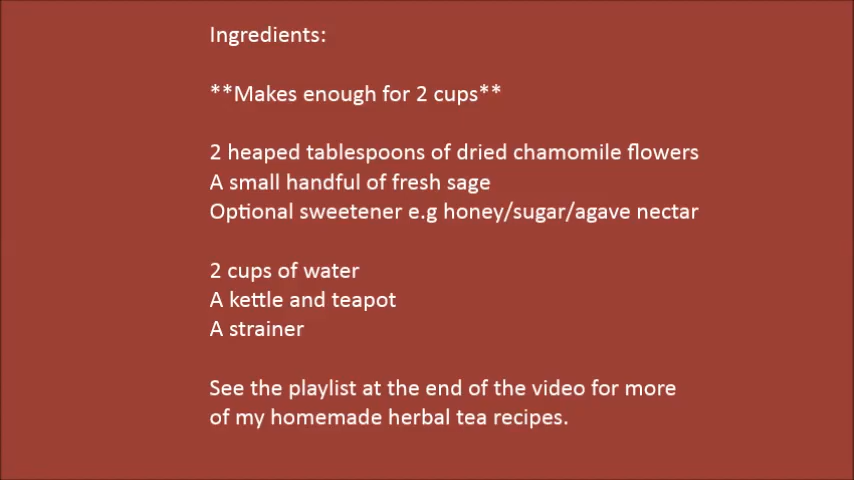 Ingredients:
**Makes enough for 2 cups**
2 heaped tablespoons of dried chamomile flowers
A small handful of fresh sage
Optional sweetener e.g honey/sugar/agave nectar
2 cups of water
A kettle and teapot
A strainer
See the playlist at the end of the video for more
of my homemade herbal tea recipes.